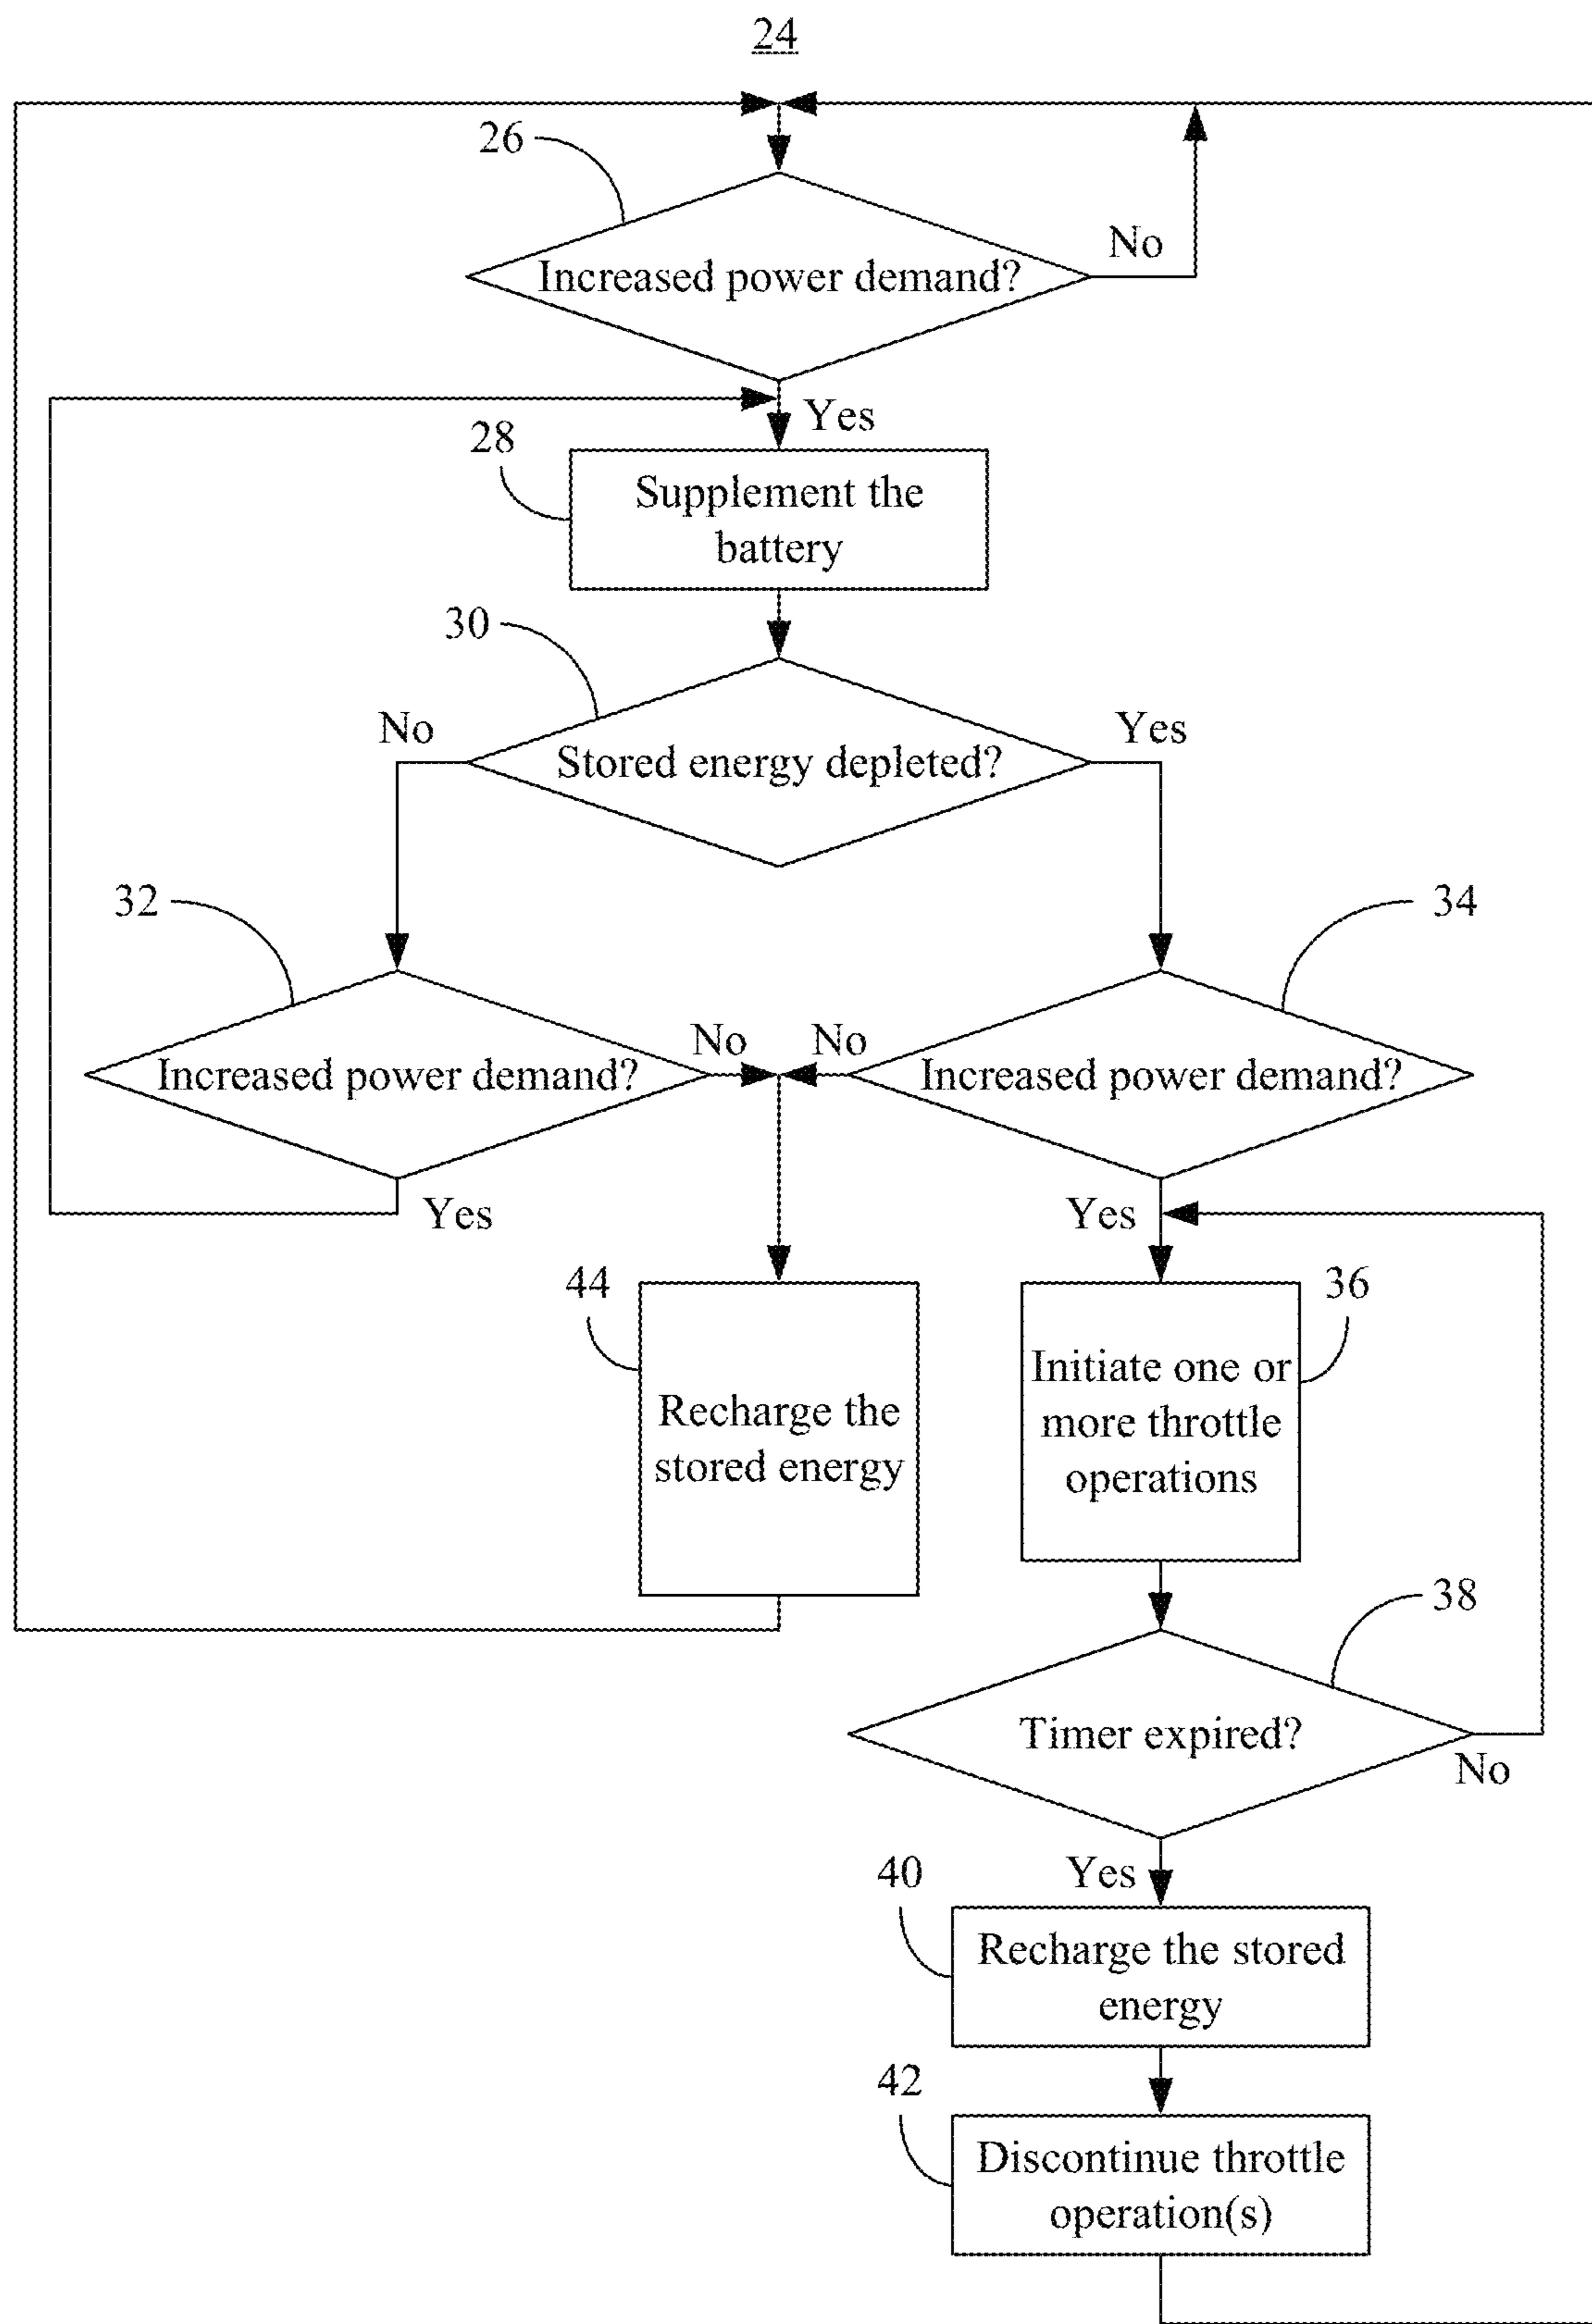 24
26
No
Increased power demand?
Yes
28
Supplement the
battery
30
No
Yes
Stored energy depleted?
32
34
No
No
Increased power demand?
Increased power demand?
Yes
Yes
44
36
Initiate one or
more throttle
operations
Recharge the
stored energy
38
Timer expired?
No
Yes
40
Recharge the stored
energy
42
Discontinue throttle
operation(s)